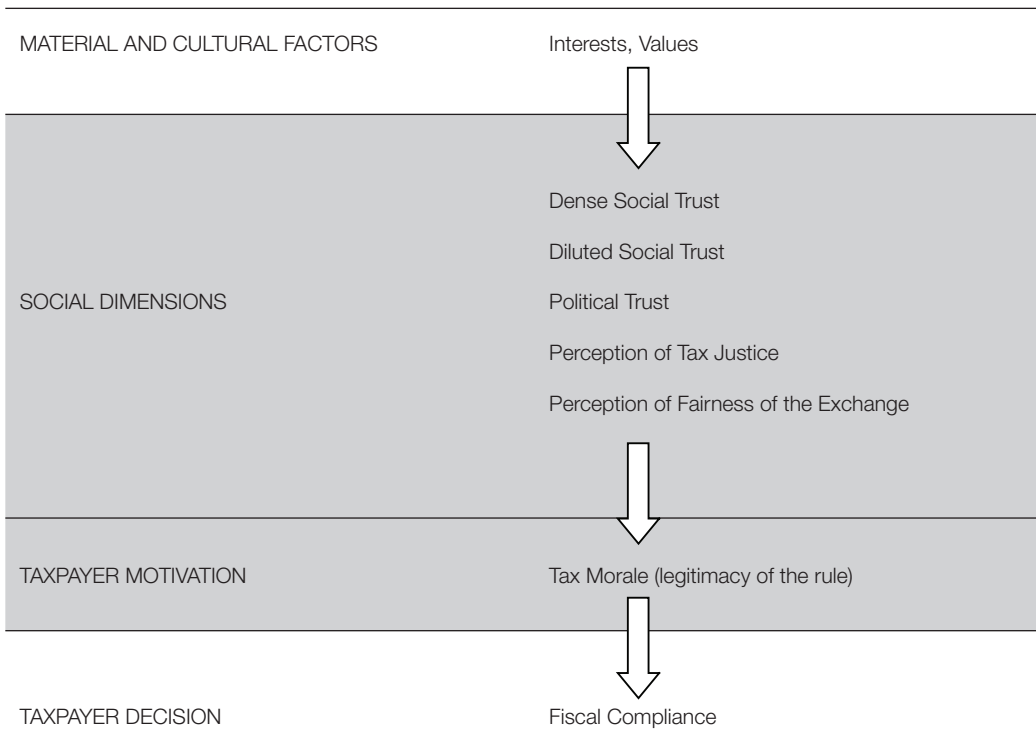 MATERIAL AND CULTURAL FACTORS
Interests, Values
Dense Social Trust
Diluted Social Trust
SOCIAL DIMENSIONS
Political Trust
Perception of Tax Justice
Perception of Fairness of the Exchange
TAXPAYER MOTIVATION
Tax Morale (legitimacy of the rule)
TAXPAYER DECISION
Fiscal Compliance